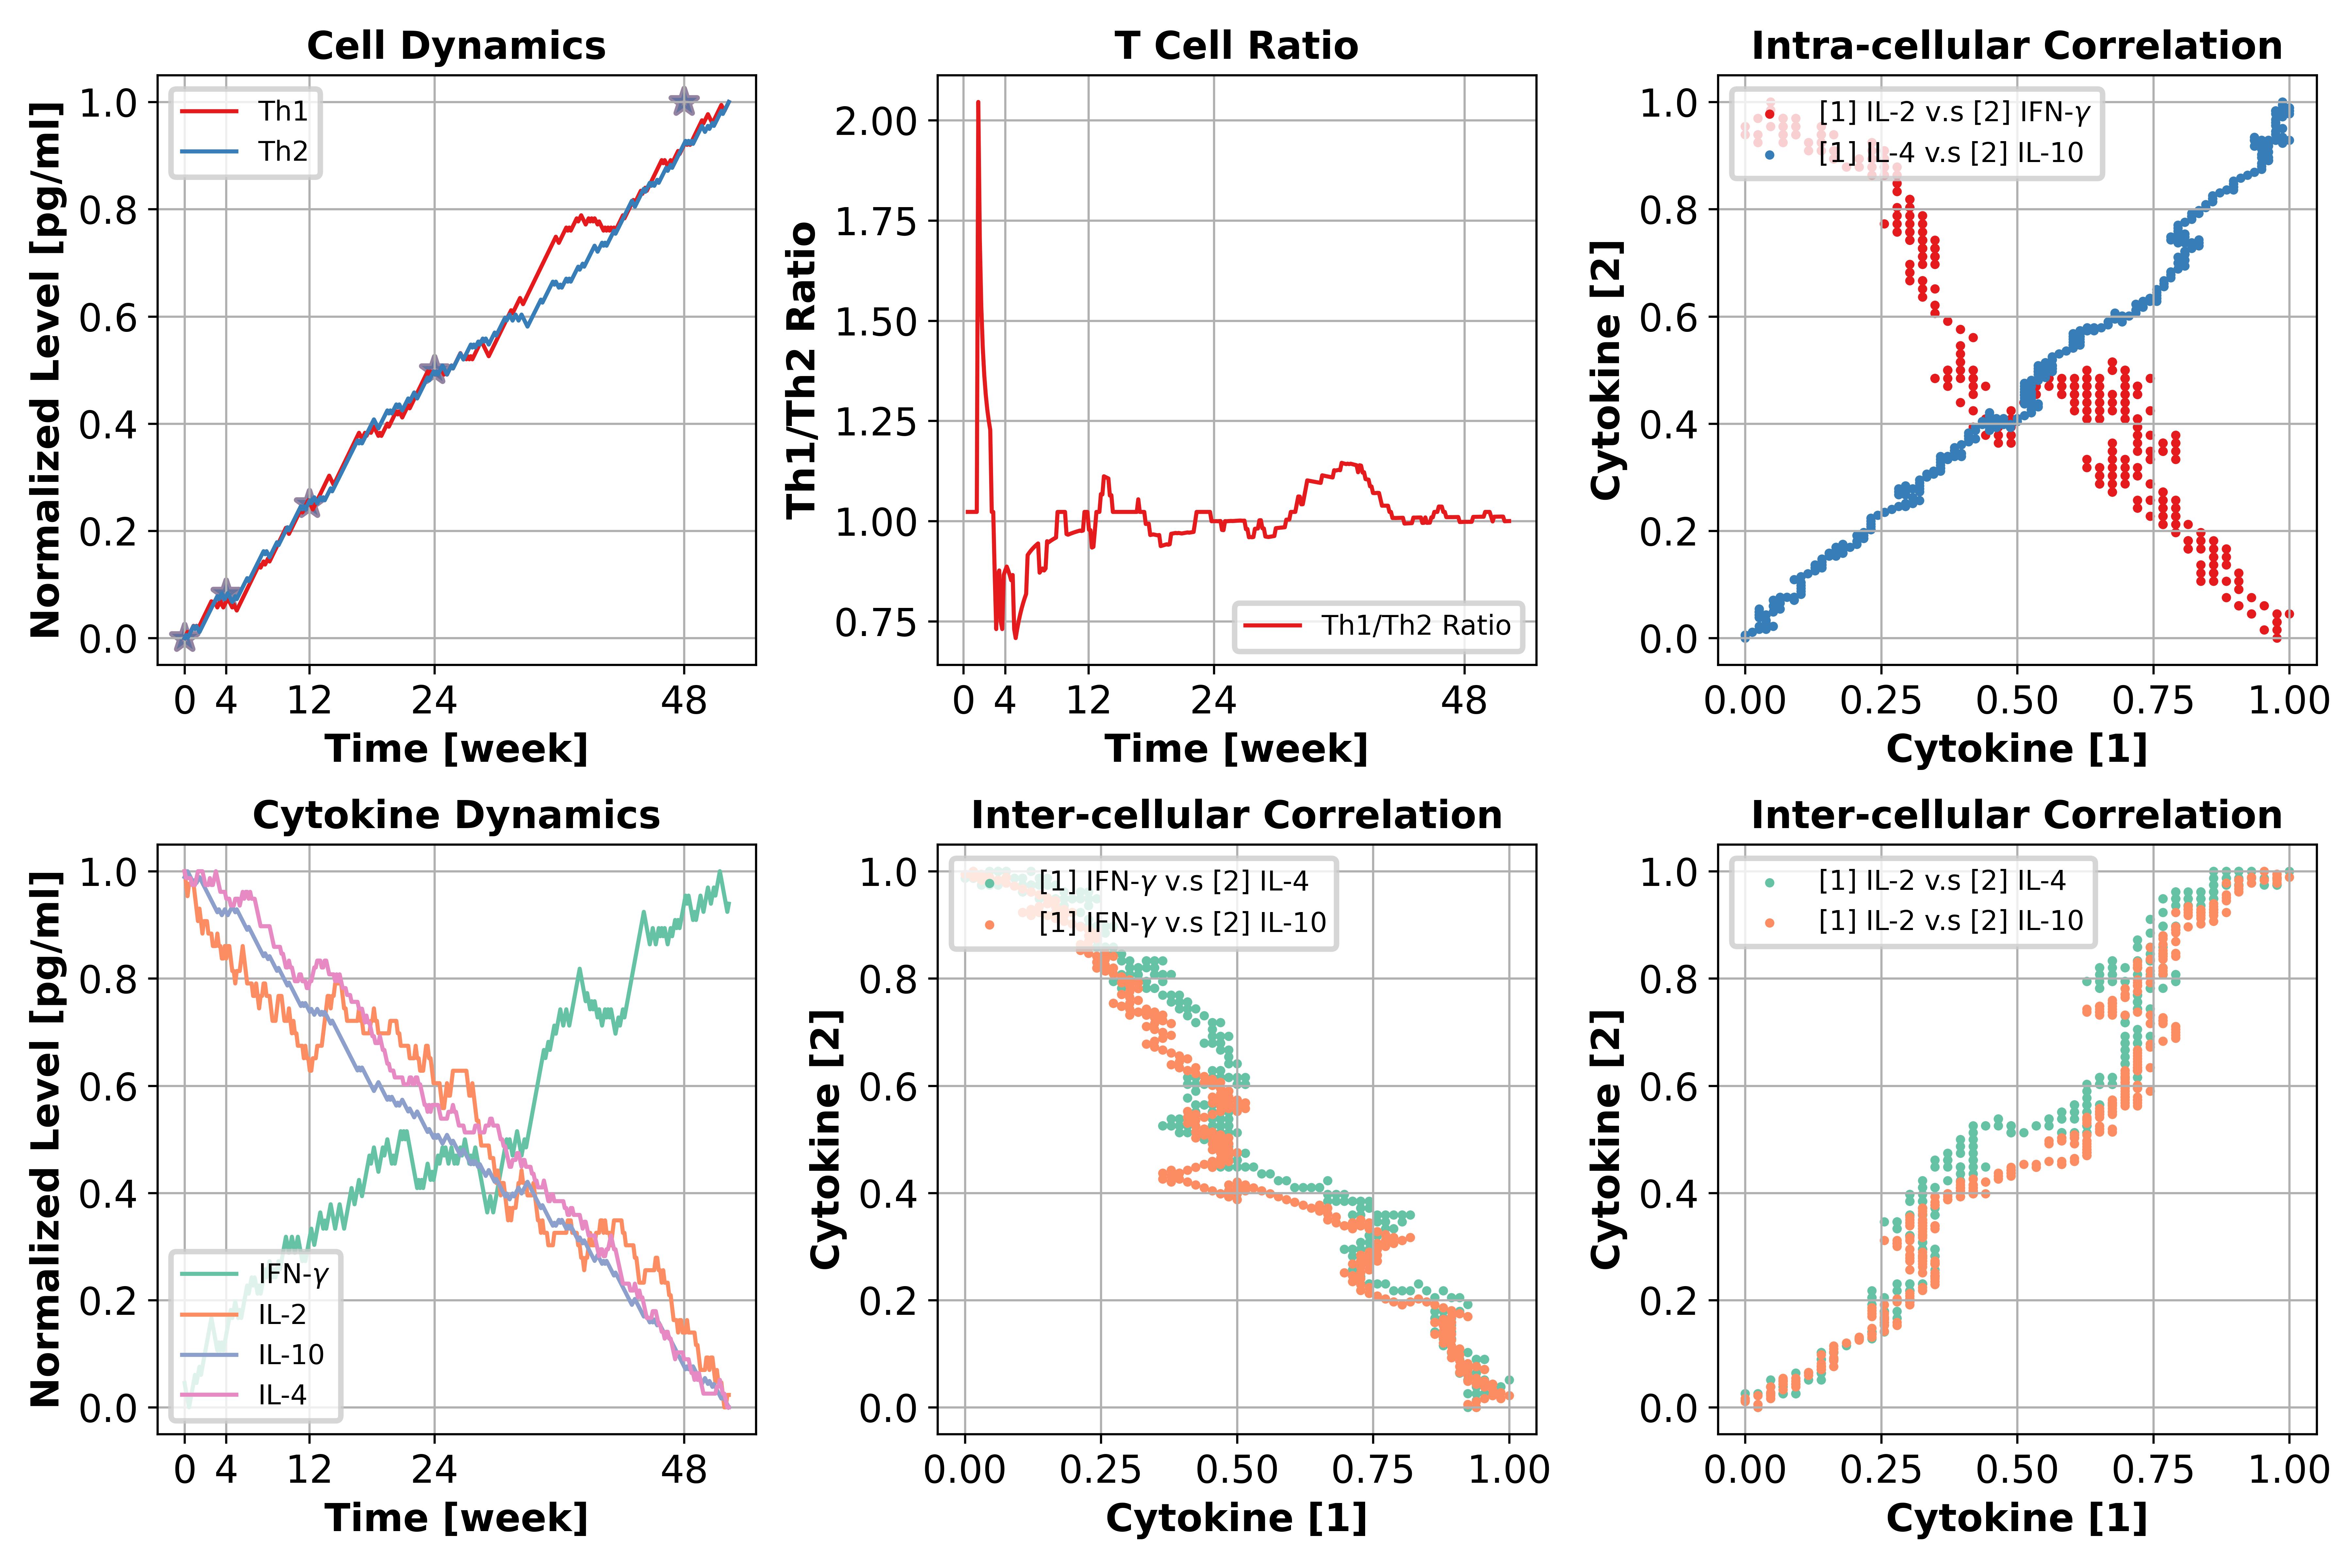 Cell Dynamics
Normalized Level [pg/ml]
1.0
0.8
0.6
0.4
0.2
0.0
Th1
Th2
0 4 12 24 48
Time [week]
T Cell Ratio
Th1/Th2 Ratio
2.00
1.75
1.50
1.25
1.00
0.75
Th1/Th2 Ratio
0 4 12 24 48
Time [week]
Intra-cellular Correlation
Cytokine [2]
1.0
0.8
0.6
0.4
0.2
0.0
[1] IL-2 v.s [2] IFN-γ
[1] IL-4 v.s [2] IL-10
0.00 0.25 0.50 0.75 1.00
Cytokine [1]
Cytokine Dynamics
Normalized Level [pg/ml]
1.0
0.8
0.6
0.4
0.2
0.0
IFN-γ
IL-2
IL-10
IL-4
0 4 12 24 48
Time [week]
Inter-cellular Correlation
Cytokine [2]
1.0
0.8
0.6
0.4
0.2
0.0
[1] IFN-γ v.s [2] IL-4
[1] IFN-γ v.s [2] IL-10
0.00 0.25 0.50 0.75 1.00
Cytokine [1]
Inter-cellular Correlation
Cytokine [2]
1.0
0.8
0.6
0.4
0.2
0.0
[1] IL-2 v.s [2] IL-4
[1] IL-2 v.s [2] IL-10
0.00 0.25 0.50 0.75 1.00
Cytokine [1]